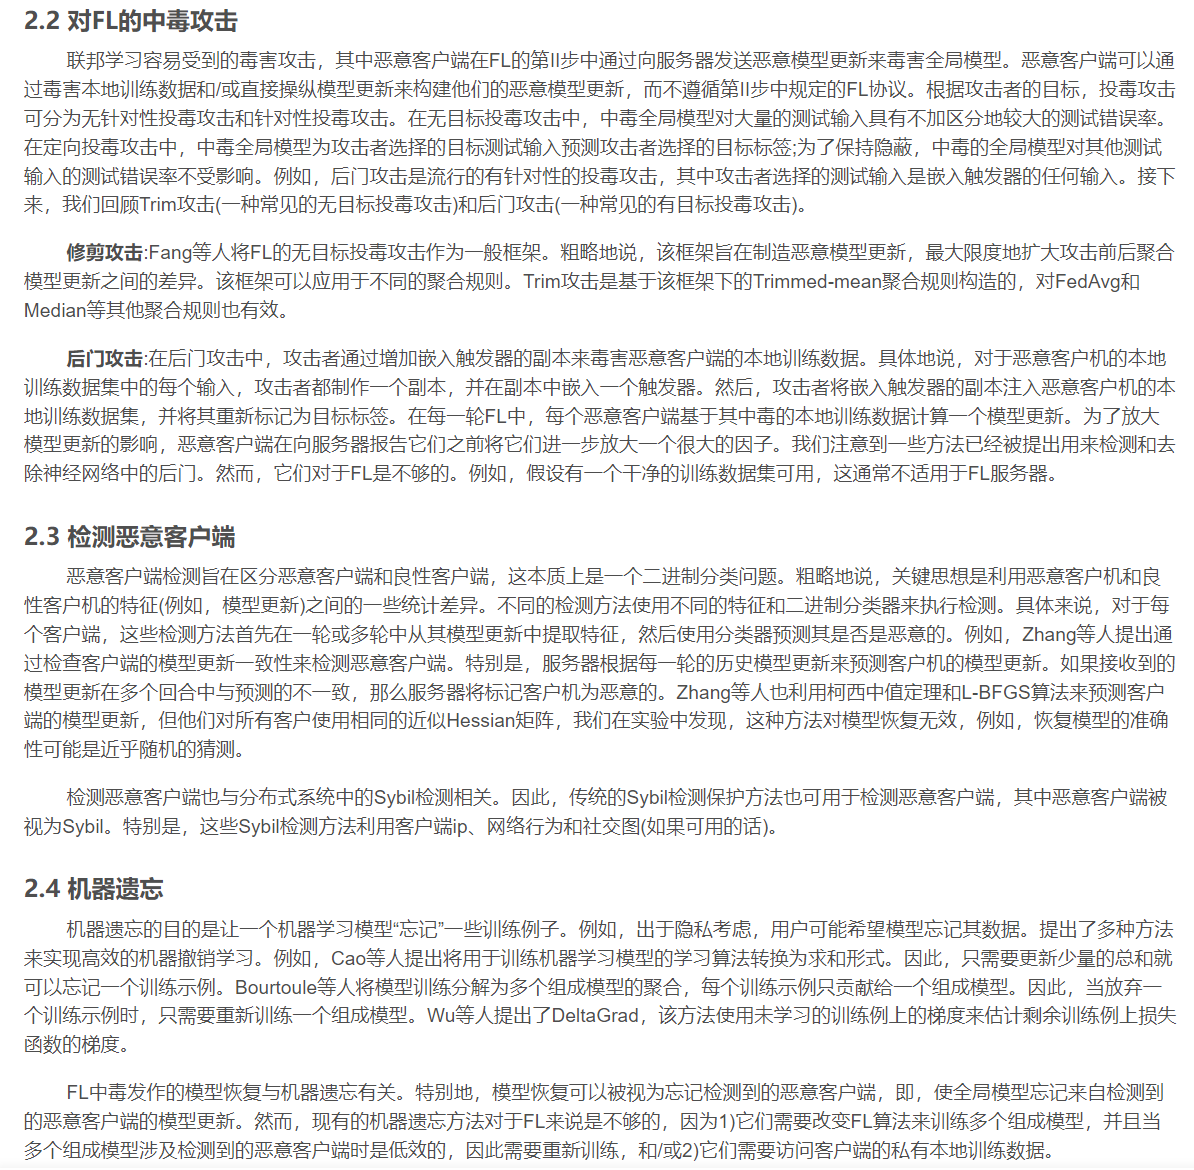 2.2 对FL的中毒攻击
联邦学习容易受到的毒害攻击，其中恶意客户端在FL的第II步中通过向服务器发送恶意模型更新来毒害全局模型。恶意客户端可以通
过毒害本地训练数据和/或直接操纵模型更新来构建他们的恶意模型更新，而不遵循第II步中规定的FL协议。根据攻击者的目标，投毒攻击
可分为无针对性投毒攻击和针对性投毒攻击。在无目标投毒攻击中，中毒全局模型对大量的测试输入具有不加区分地较大的测试错误率。
在定向投毒攻击中，中毒全局模型为攻击者选择的目标测试输入预测攻击者选择的目标标签;为了保持隐蔽，中毒的全局模型对其他测试
输入的测试错误率不受影响。例如，后门攻击是流行的有针对性的投毒攻击，其中攻击者选择的测试输入是嵌入触发器的任何输入。接下
来，我们回顾Trim攻击(一种常见的无目标投毒攻击)和后门攻击(一种常见的有目标投毒攻击)。
修剪攻击:Fang等人将FL的无目标投毒攻击作为一般框架。粗略地说，该框架旨在制造恶意模型更新，最大限度地扩大攻击前后聚合
模型更新之间的差异。该框架可以应用于不同的聚合规则。Trim攻击是基于该框架下的Trimmed-mean聚合规则构造的，对FedAvg和
Median等其他聚合规则也有效。
后门攻击:在后门攻击中，攻击者通过增加嵌入触发器的副本来毒害恶意客户端的本地训练数据。具体地说，对于恶意客户机的本地
训练数据集中的每个输入，攻击者都制作一个副本，并在副本中嵌入一个触发器。然后，攻击者将嵌入触发器的副本注入恶意客户机的本
地训练数据集，并将其重新标记为目标标签。在每一轮FL中，每个恶意客户端基于其中毒的本地训练数据计算一个模型更新。为了放大
模型更新的影响，恶意客户端在向服务器报告它们之前将它们进一步放大一个很大的因子。我们注意到一些方法已经被提出用来检测和去
除神经网络中的后门。然而，它们对于FL是不够的。例如，假设有一个干净的训练数据集可用，这通常不适用于FL服务器。
2.3 检测恶意客户端
恶意客户端检测旨在区分恶意客户端和良性客户端，这本质上是一个二进制分类问题。粗略地说，关键思想是利用恶意客户机和良
性客户机的特征(例如，模型更新)之间的一些统计差异。不同的检测方法使用不同的特征和二进制分类器来执行检测。具体来说，对于每
个客户端，这些检测方法首先在一轮或多轮中从其模型更新中提取特征，然后使用分类器预测其是否是恶意的。例如，Zhang等人提出通
过检查客户端的模型更新一致性来检测恶意客户端。特别是，服务器根据每一轮的历史模型更新来预测客户机的模型更新。如果接收到的
模型更新在多个回合中与预测的不一致，那么服务器将标记客户机为恶意的。Zhang等人也利用柯西中值定理和L-BFGS算法来预测客户
端的模型更新，但他们对所有客户使用相同的近似Hessian矩阵，我们在实验中发现，这种方法对模型恢复无效，例如，恢复模型的准确
性可能是近乎随机的猜测。
检测恶意客户端也与分布式系统中的Sybil检测相关。因此，传统的Sybil检测保护方法也可用于检测恶意客户端，其中恶意客户端被
视为Sybil。特别是，这些Sybil检测方法利用客户端ip、网络行为和社交图(如果可用的话)。
2.4 机器遗忘
机器遗忘的目的是让一个机器学习模型“忘记”一些训练例子。例如，出于隐私考虑，用户可能希望模型忘记其数据。提出了多种方法
来实现高效的机器撤销学习。例如，Cao等人提出将用于训练机器学习模型的学习算法转换为求和形式。因此，只需要更新少量的总和就
可以忘记一个训练示例。Bourtoule等人将模型训练分解为多个组成模型的聚合，每个训练示例只贡献给一个组成模型。因此，当放弃一
个训练示例时，只需要重新训练一个组成模型。Wu等人提出了DeltaGrad，该方法使用未学习的训练例上的梯度来估计剩余训练例上损失
函数的梯度。
FL中毒发作的模型恢复与机器遗忘有关。特别地，模型恢复可以被视为忘记检测到的恶意客户端，即，使全局模型忘记来自检测到
的恶意客户端的模型更新。然而，现有的机器遗忘方法对于FL来说是不够的，因为1)它们需要改变FL算法来训练多个组成模型，并且当
多个组成模型涉及检测到的恶意客户端时是低效的，因此需要重新训练，和/或2)它们需要访问客户端的私有本地训练数据。